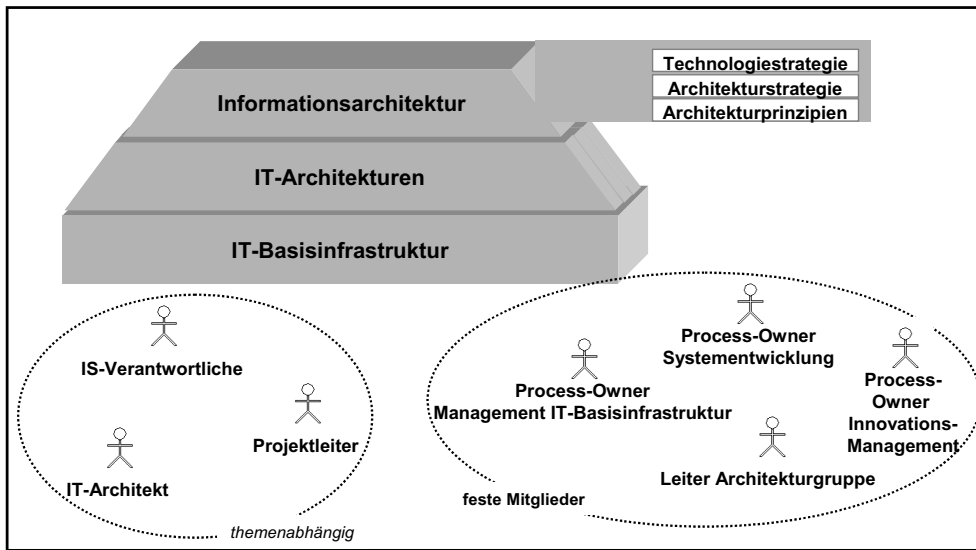 Technologiestrategie
Architekturstrategie
Architekturprinzipien
Informationsarchitektur
IT-Architekturen
IT-Basisinfrastruktur
IS-Verantwortliche
Projektleiter
IT-Architekt
themenabhängig
Process-Owner
Systementwicklung
Process-Owner
Management IT-Basisinfrastruktur
Process-
Owner
Innovations-
Management
Leiter Architekturgruppe
feste Mitglieder